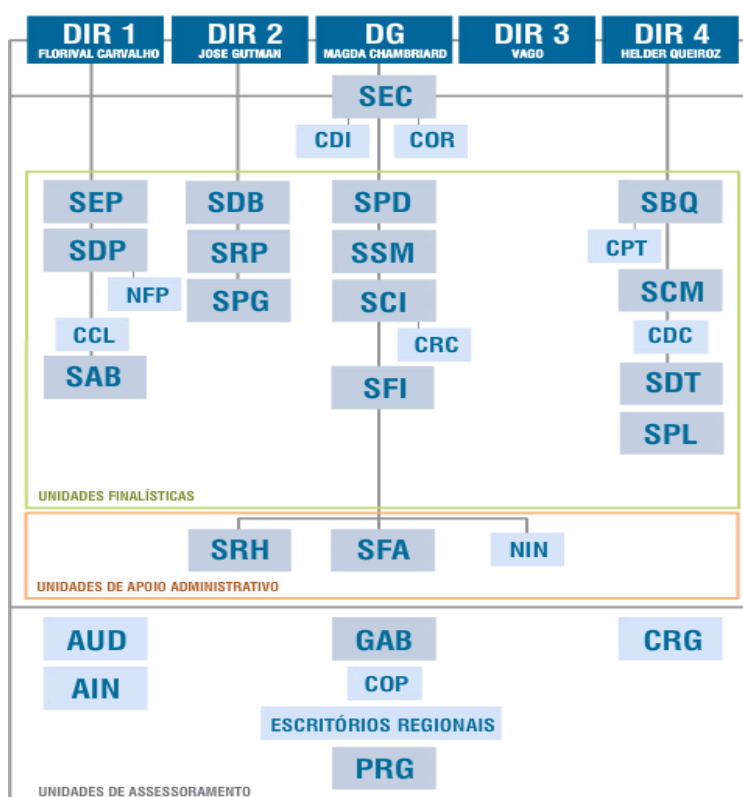 DIR 1
FLORIVAL CARVALHO
DIR 2
JOSE GUTMAN
DG
MAGDA CHAMBRIARD
DIR 3
VAGO
DIR 4
HELDER QUEIROZ
SEC
CDI
COR
SEP
SDB
SPD
SBQ
SDP
SRP
SSM
CPT
NFP
SPG
SCI
SCM
CCL
CRC
CDC
SAB
SFI
SDT
SPL
UNIDADES FINALÍSTICAS
SRH
SFA
NIN
UNIDADES DE APOIO ADMINISTRATIVO
AUD
GAB
CRG
AIN
COP
ESCRITÓRIOS REGIONAIS
PRG
UNIDADES DE ASSESSORAMENTO